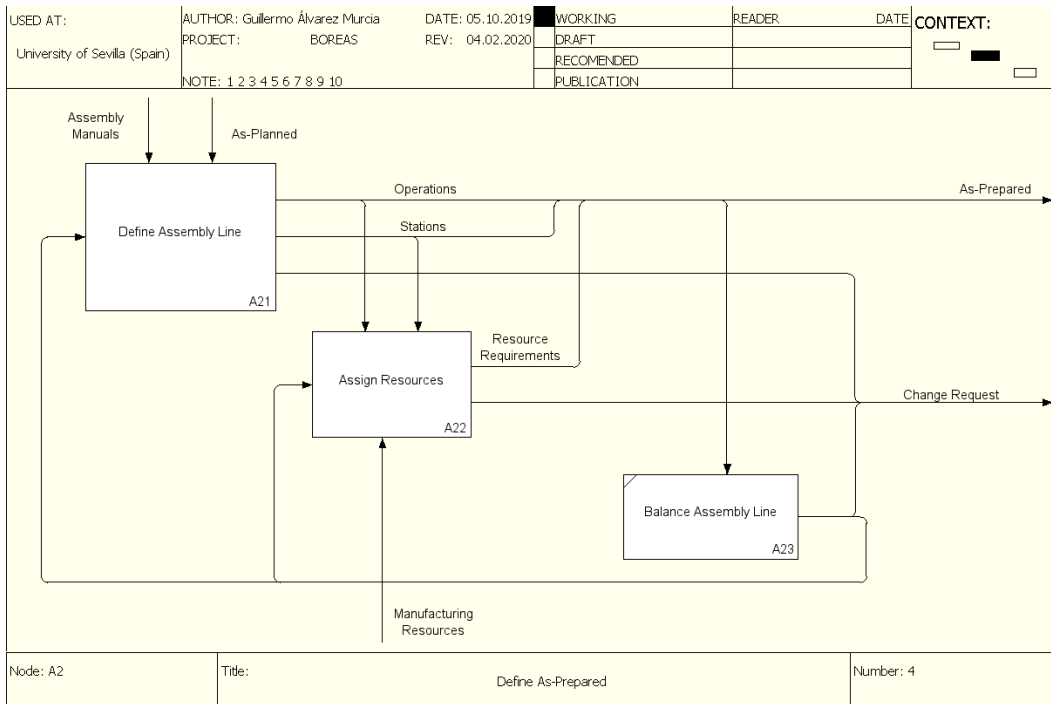 USED AT:
University of Sevilla (Spain)
AUTHOR: Guillermo Álvarez Murcia
DATE: 05.10.2019
PROJECT: BOREAS
REV: 04.02.2020
NOTE: 1 2 3 4 5 6 7 8 9 10
WORKING
DRAFT
RECOMENDED
PUBLICATION
READER
DATE
CONTEXT:
Assembly
Manuals
As-Planned
Operations
As-Prepared
Define Assembly Line
Stations
A21
Resource
Requirements
Assign Resources
Change Request
A22
Balance Assembly Line
A23
Manufacturing
Resources
Node: A2
Title:
Define As-Prepared
Number: 4